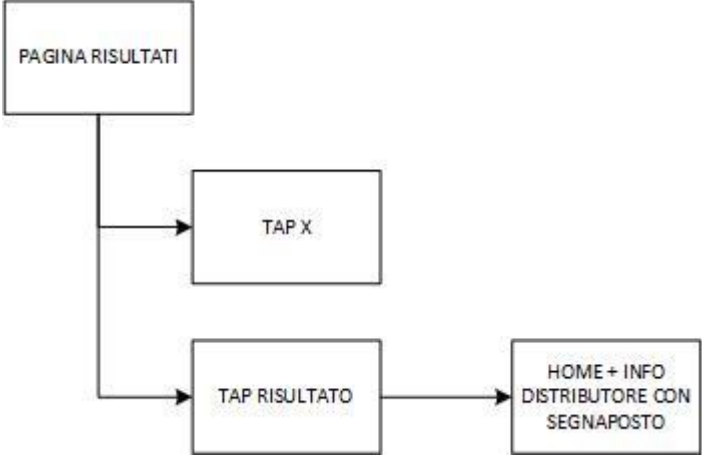 PAGINA RISULTATI
TAP X
TAP RISULTATO
HOME + INFO
DISTRIBUTORE CON
SEGNAPOSTO